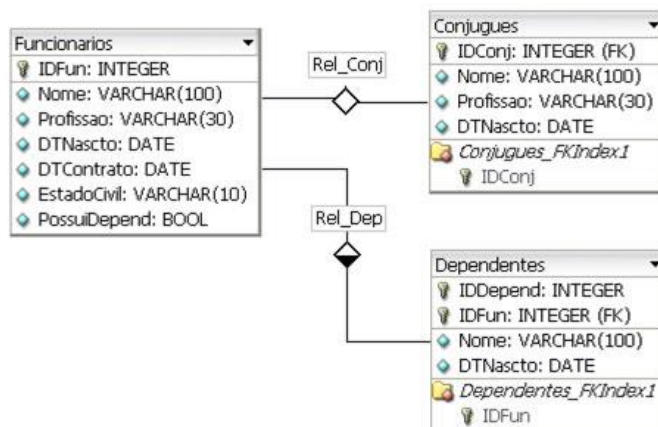 Funcionarios
IDFun: INTEGER
Nome: VARCHAR(100)
Profissao: VARCHAR(30)
DTNascto: DATE
DTContrato: DATE
EstadoCivil: VARCHAR(10)
PossuiDepend: BOOL
Rel_Conj
Conjugues
IDConj: INTEGER (FK)
Nome: VARCHAR(100)
Profissao: VARCHAR(30)
DTNascto: DATE
Conjugues_FKIndex1
IDConj
Rel_Dep
Dependentes
IDDepend: INTEGER
IDFun: INTEGER (FK)
Nome: VARCHAR(100)
DTNascto: DATE
Dependentes_FKIndex1
IDFun